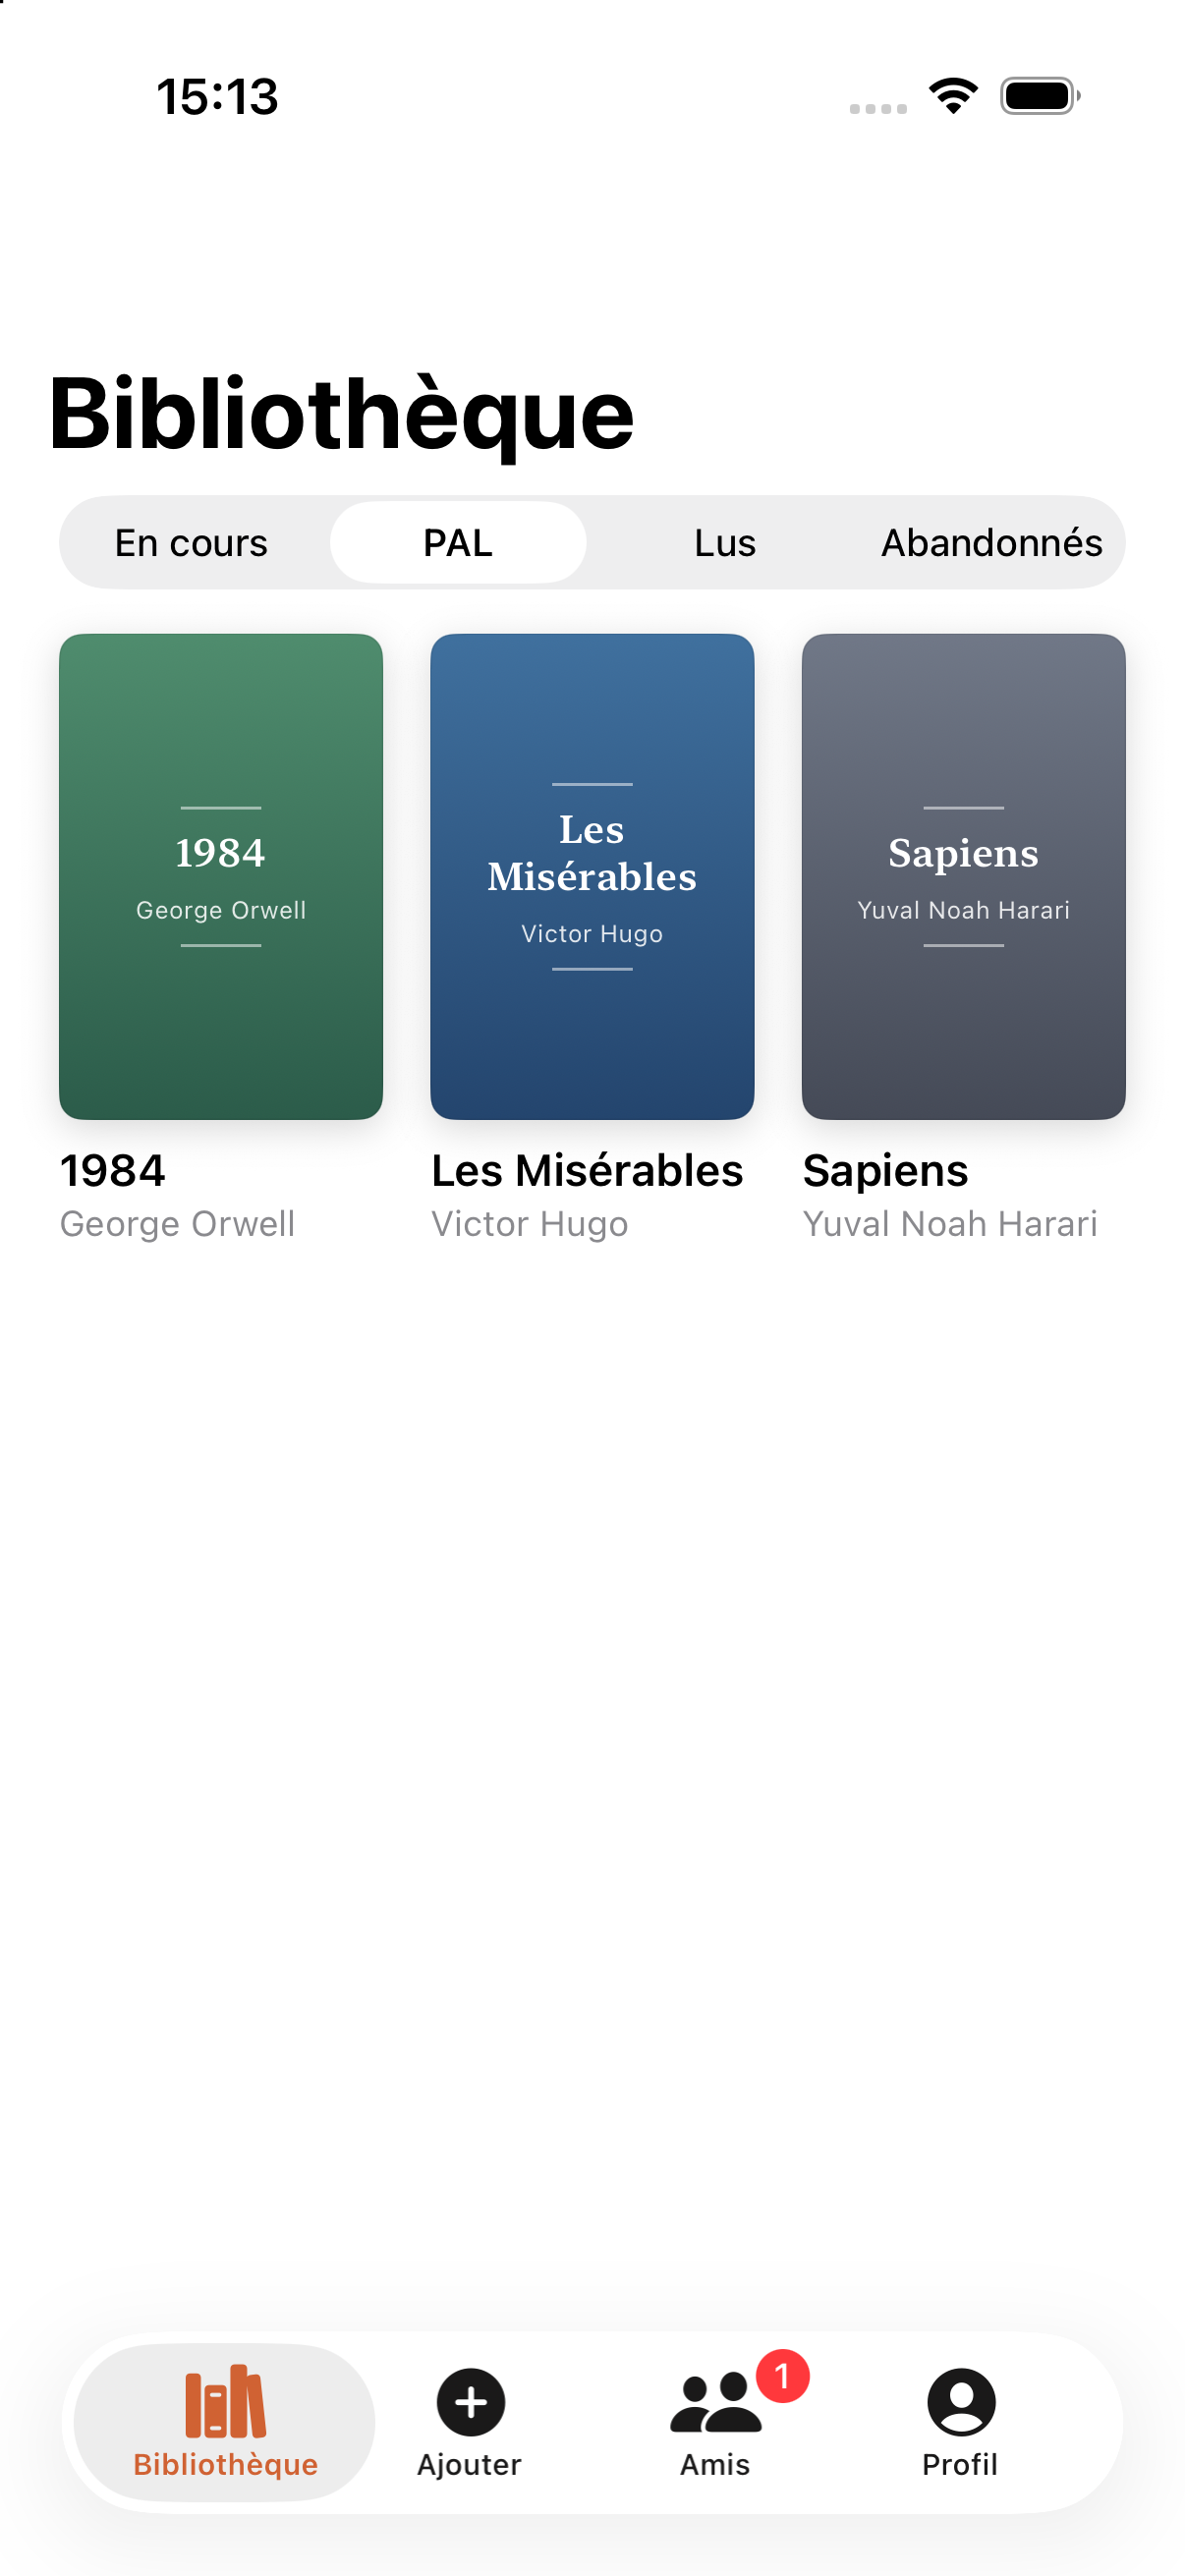 15:13
Bibliothèque
En cours PAL Lus Abandonnés
1984
George Orwell
Les
Misérables
Victor Hugo
Sapiens
Yuval Noah Harari
1984
George Orwell
Les Misérables
Victor Hugo
Sapiens
Yuval Noah Harari
1
Bibliothèque Ajouter Amis Profil